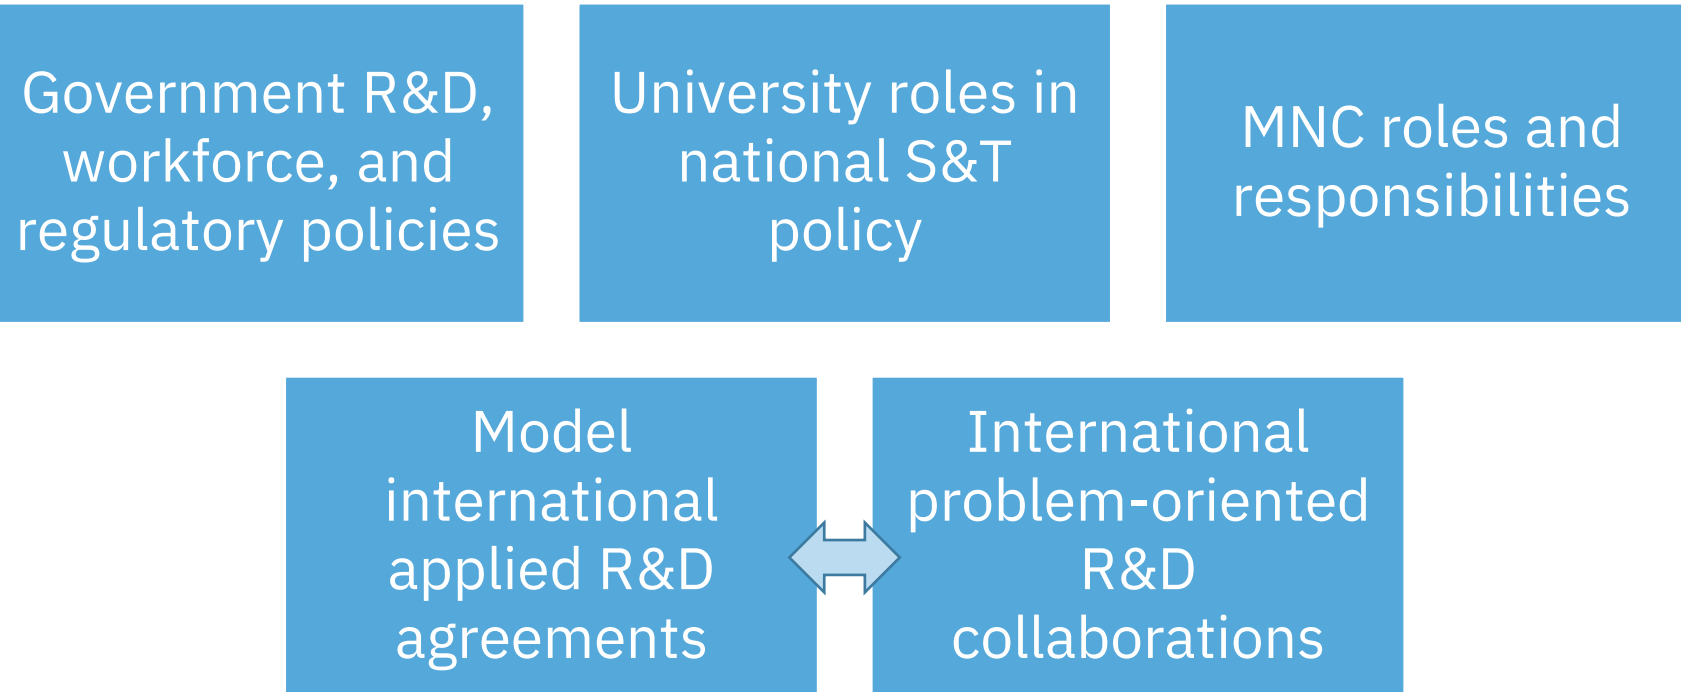 Government R&D,
workforce, and
regulatory policies
University roles in
national S&T
policy
MNC roles and
responsibilities
Model
international
applied R&D
agreements
International
problem-oriented
R&D
collaborations